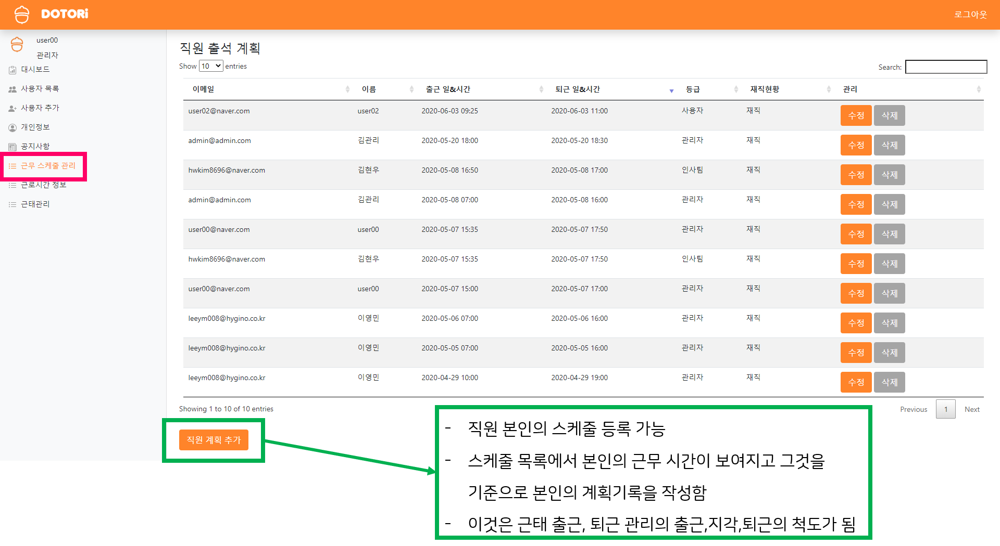 DOTORi
로그아웃
user00
관리자
대시보드
사용자 목록
사용자 추가
개인정보
공지사항
근무 스케줄 관리
근로시간 정보
근태관리
직원 출석 계획
Show 10 entries
Search:
이메일 이름 출근 일&시간 퇴근 일&시간 등급 재직현황 관리
user02@naver.com user02 2020-06-03 09:25 2020-06-03 11:00 사용자 재직 수정 삭제
admin@admin.com 김관리 2020-05-20 18:00 2020-05-20 18:30 관리자 재직 수정 삭제
hwkim8696@naver.com 김현우 2020-05-08 16:50 2020-05-08 17:00 인사팀 재직 수정 삭제
admin@admin.com 김관리 2020-05-08 07:00 2020-05-08 16:00 관리자 재직 수정 삭제
user00@naver.com user00 2020-05-07 15:35 2020-05-07 17:50 관리자 재직 수정 삭제
hwkim8696@naver.com 김현우 2020-05-07 15:35 2020-05-07 17:50 인사팀 재직 수정 삭제
user00@naver.com user00 2020-05-07 15:00 2020-05-07 17:00 관리자 재직 수정 삭제
leeym008@hygino.co.kr 이영민 2020-05-06 07:00 2020-05-06 16:00 관리자 재직 수정 삭제
leeym008@hygino.co.kr 이영민 2020-05-05 07:00 2020-05-05 16:00 관리자 재직 수정 삭제
leeym008@hygino.co.kr 이영민 2020-04-29 10:00 2020-04-29 19:00 관리자 재직 수정 삭제
Showing 1 to 10 of 10 entries
Previous 1 Next
직원 계획 추가
- 직원 본인의 스케줄 등록 가능
- 스케줄 목록에서 본인의 근무 시간이 보여지고 그것을
기준으로 본인의 계획기록을 작성함
- 이것은 근태 출근, 퇴근 관리의 출근,지각,퇴근의 척도가 됨